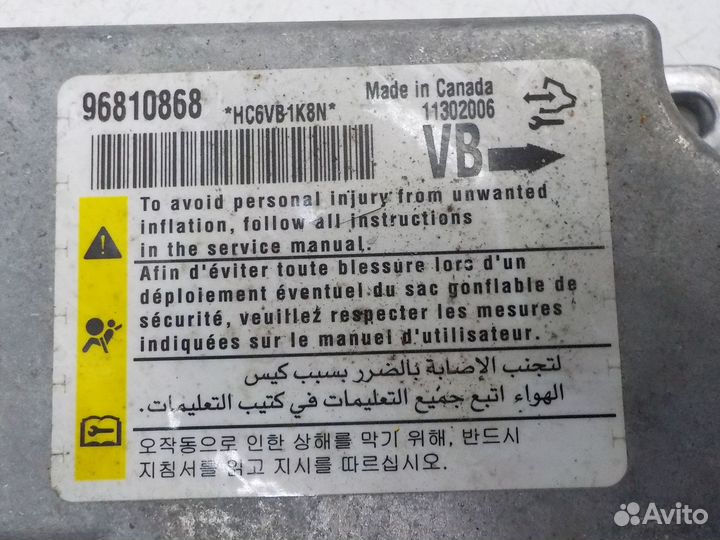 96810868 *HC6VB1K8N* Made in Canada
11302006
VB
To avoid personal injury from unwanted
inflation, follow all instructions
in the service manual.
Afin d'éviter toute blessure lors d'un
déploiement éventuel du sac gonflable de
sécurité, veuillez respecter les mesures
indiquées sur le manuel d'utilisateur.
لتجنب الإصابة بالضرر بسبب كيس
الهواء اتبع جميع التعليمات في كتيب التعليمات.
오작동으로 인한 상해를 막기 위해, 반드시
지침서를 읽고 지시를 따르십시오.
Avito